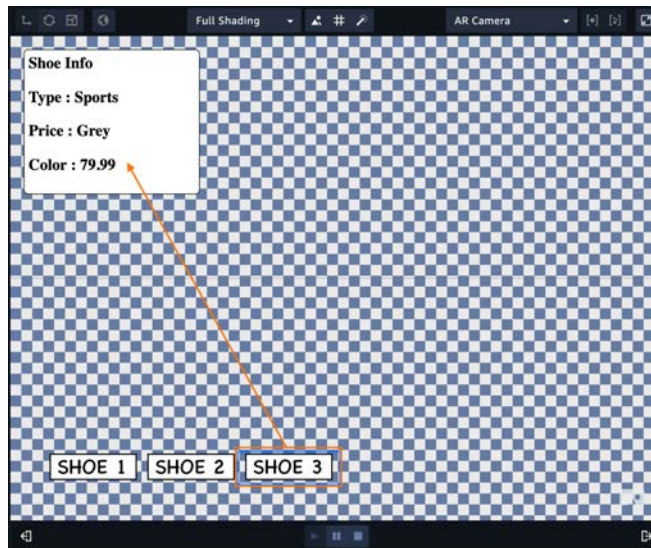 Full Shading
AR Camera
Shoe Info
Type : Sports
Price : Grey
Color : 79.99
SHOE 1
SHOE 2
SHOE 3